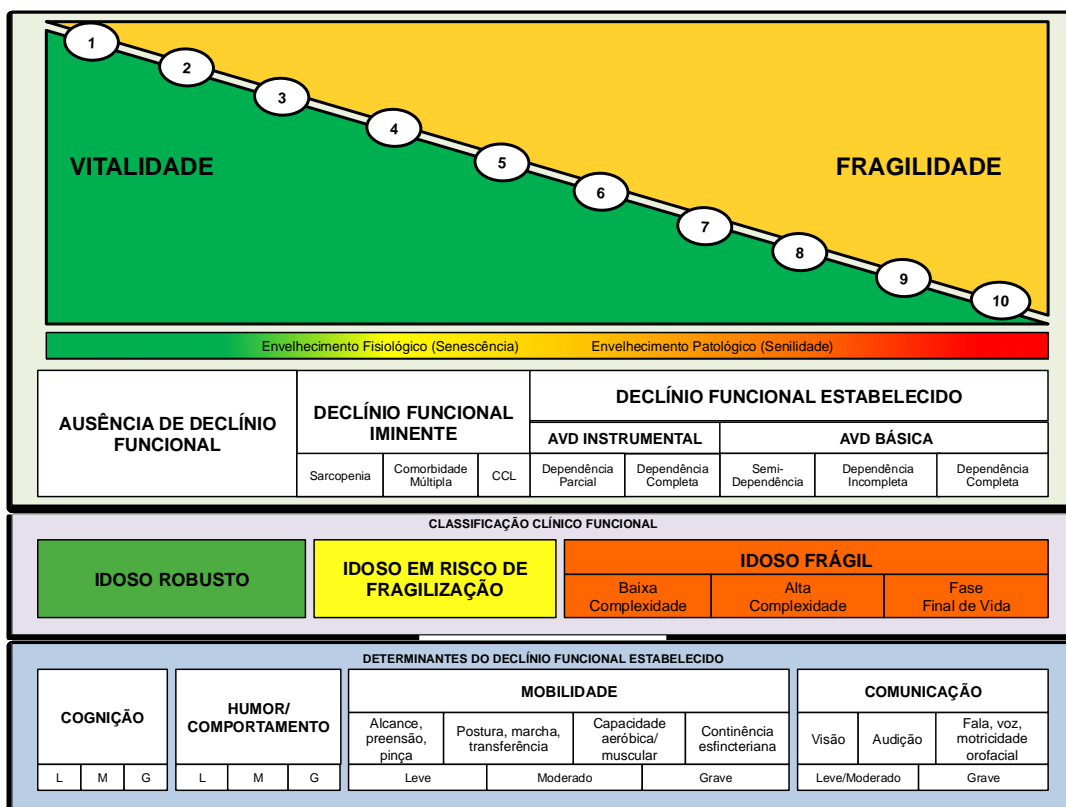 1
2
3
4
5
6
7
8
9
10
VITALIDADE
FRAGILIDADE
Envelhecimento Fisiológico (Senescência)
Envelhecimento Patológico (Senilidade)
AUSÊNCIA DE DECLÍNIO
FUNCIONAL
DECLÍNIO FUNCIONAL
IMINENTE
Sarcopenia
Comorbidade
Múltipla
CCL
DECLÍNIO FUNCIONAL ESTABELECIDO
AVD INSTRUMENTAL
AVD BÁSICA
Dependência
Parcial
Dependência
Completa
Semi-
Dependência
Dependência
Incompleta
Dependência
Completa
CLASSIFICAÇÃO CLÍNICO FUNCIONAL
IDOSO ROBUSTO
IDOSO EM RISCO DE
FRAGILIZAÇÃO
IDOSO FRÁGIL
Baixa
Complexidade
Alta
Complexidade
Fase
Final de Vida
DETERMINANTES DO DECLÍNIO FUNCIONAL ESTABELECIDO
COGNIÇÃO
L
M
G
HUMOR/
COMPORTAMENTO
L
M
G
MOBILIDADE
Alcance,
preensão,
pinça
Postura, marcha,
transferência
Capacidade
aeróbica/
muscular
Continência
esfincteriana
Leve
Moderado
Grave
COMUNICAÇÃO
Visão
Audição
Fala, voz,
motricidade
orofacial
Leve/Moderado
Grave